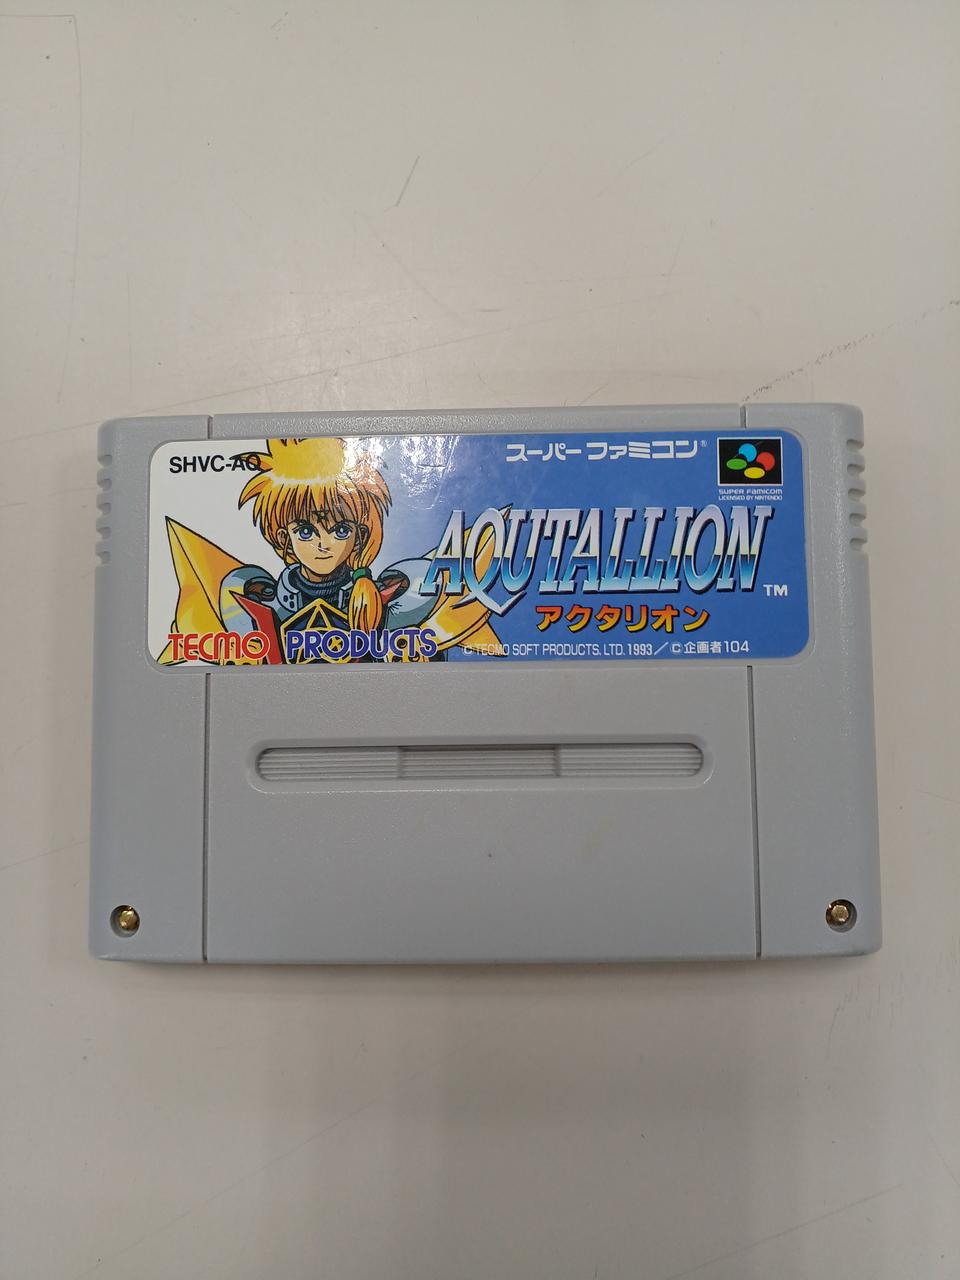 SHVC-AQ
スーパーファミコン®
SUPER FAMICOM
LICENSED BY NINTENDO
AQUTALLION TM
アクタリオン
TECMO PRODUCTS
©TECMO SOFT PRODUCTS. LTD. 1993/©企画者104